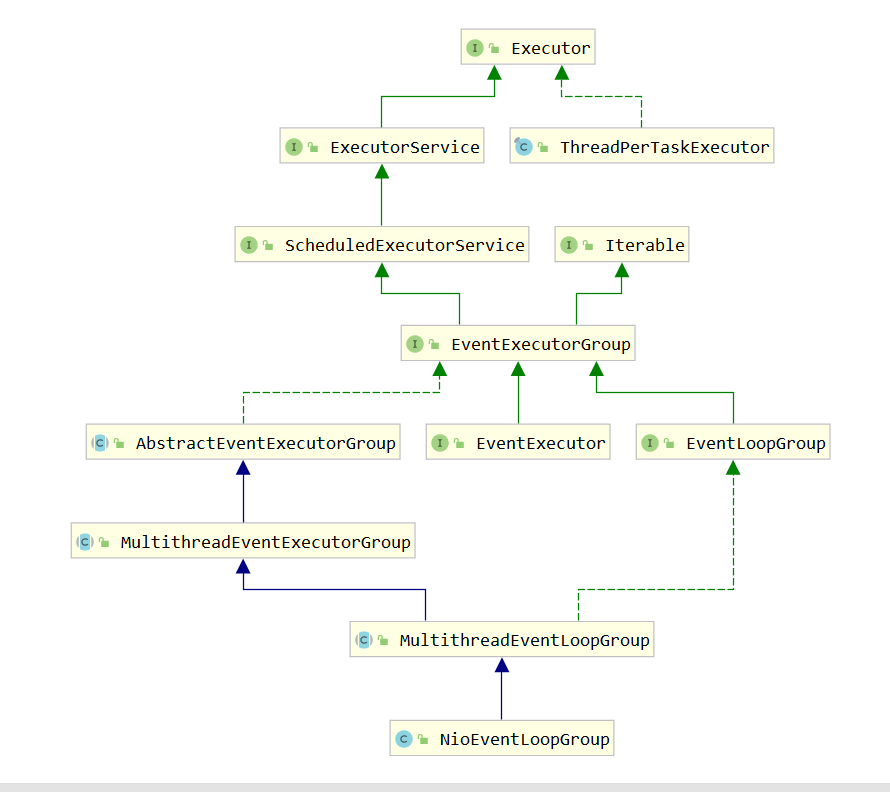 I Executor
I ExecutorService
C ThreadPerTaskExecutor
I ScheduledExecutorService
I Iterable
I EventExecutorGroup
C AbstractEventExecutorGroup
I EventExecutor
I EventLoopGroup
C MultithreadEventExecutorGroup
C MultithreadEventLoopGroup
C NioEventLoopGroup